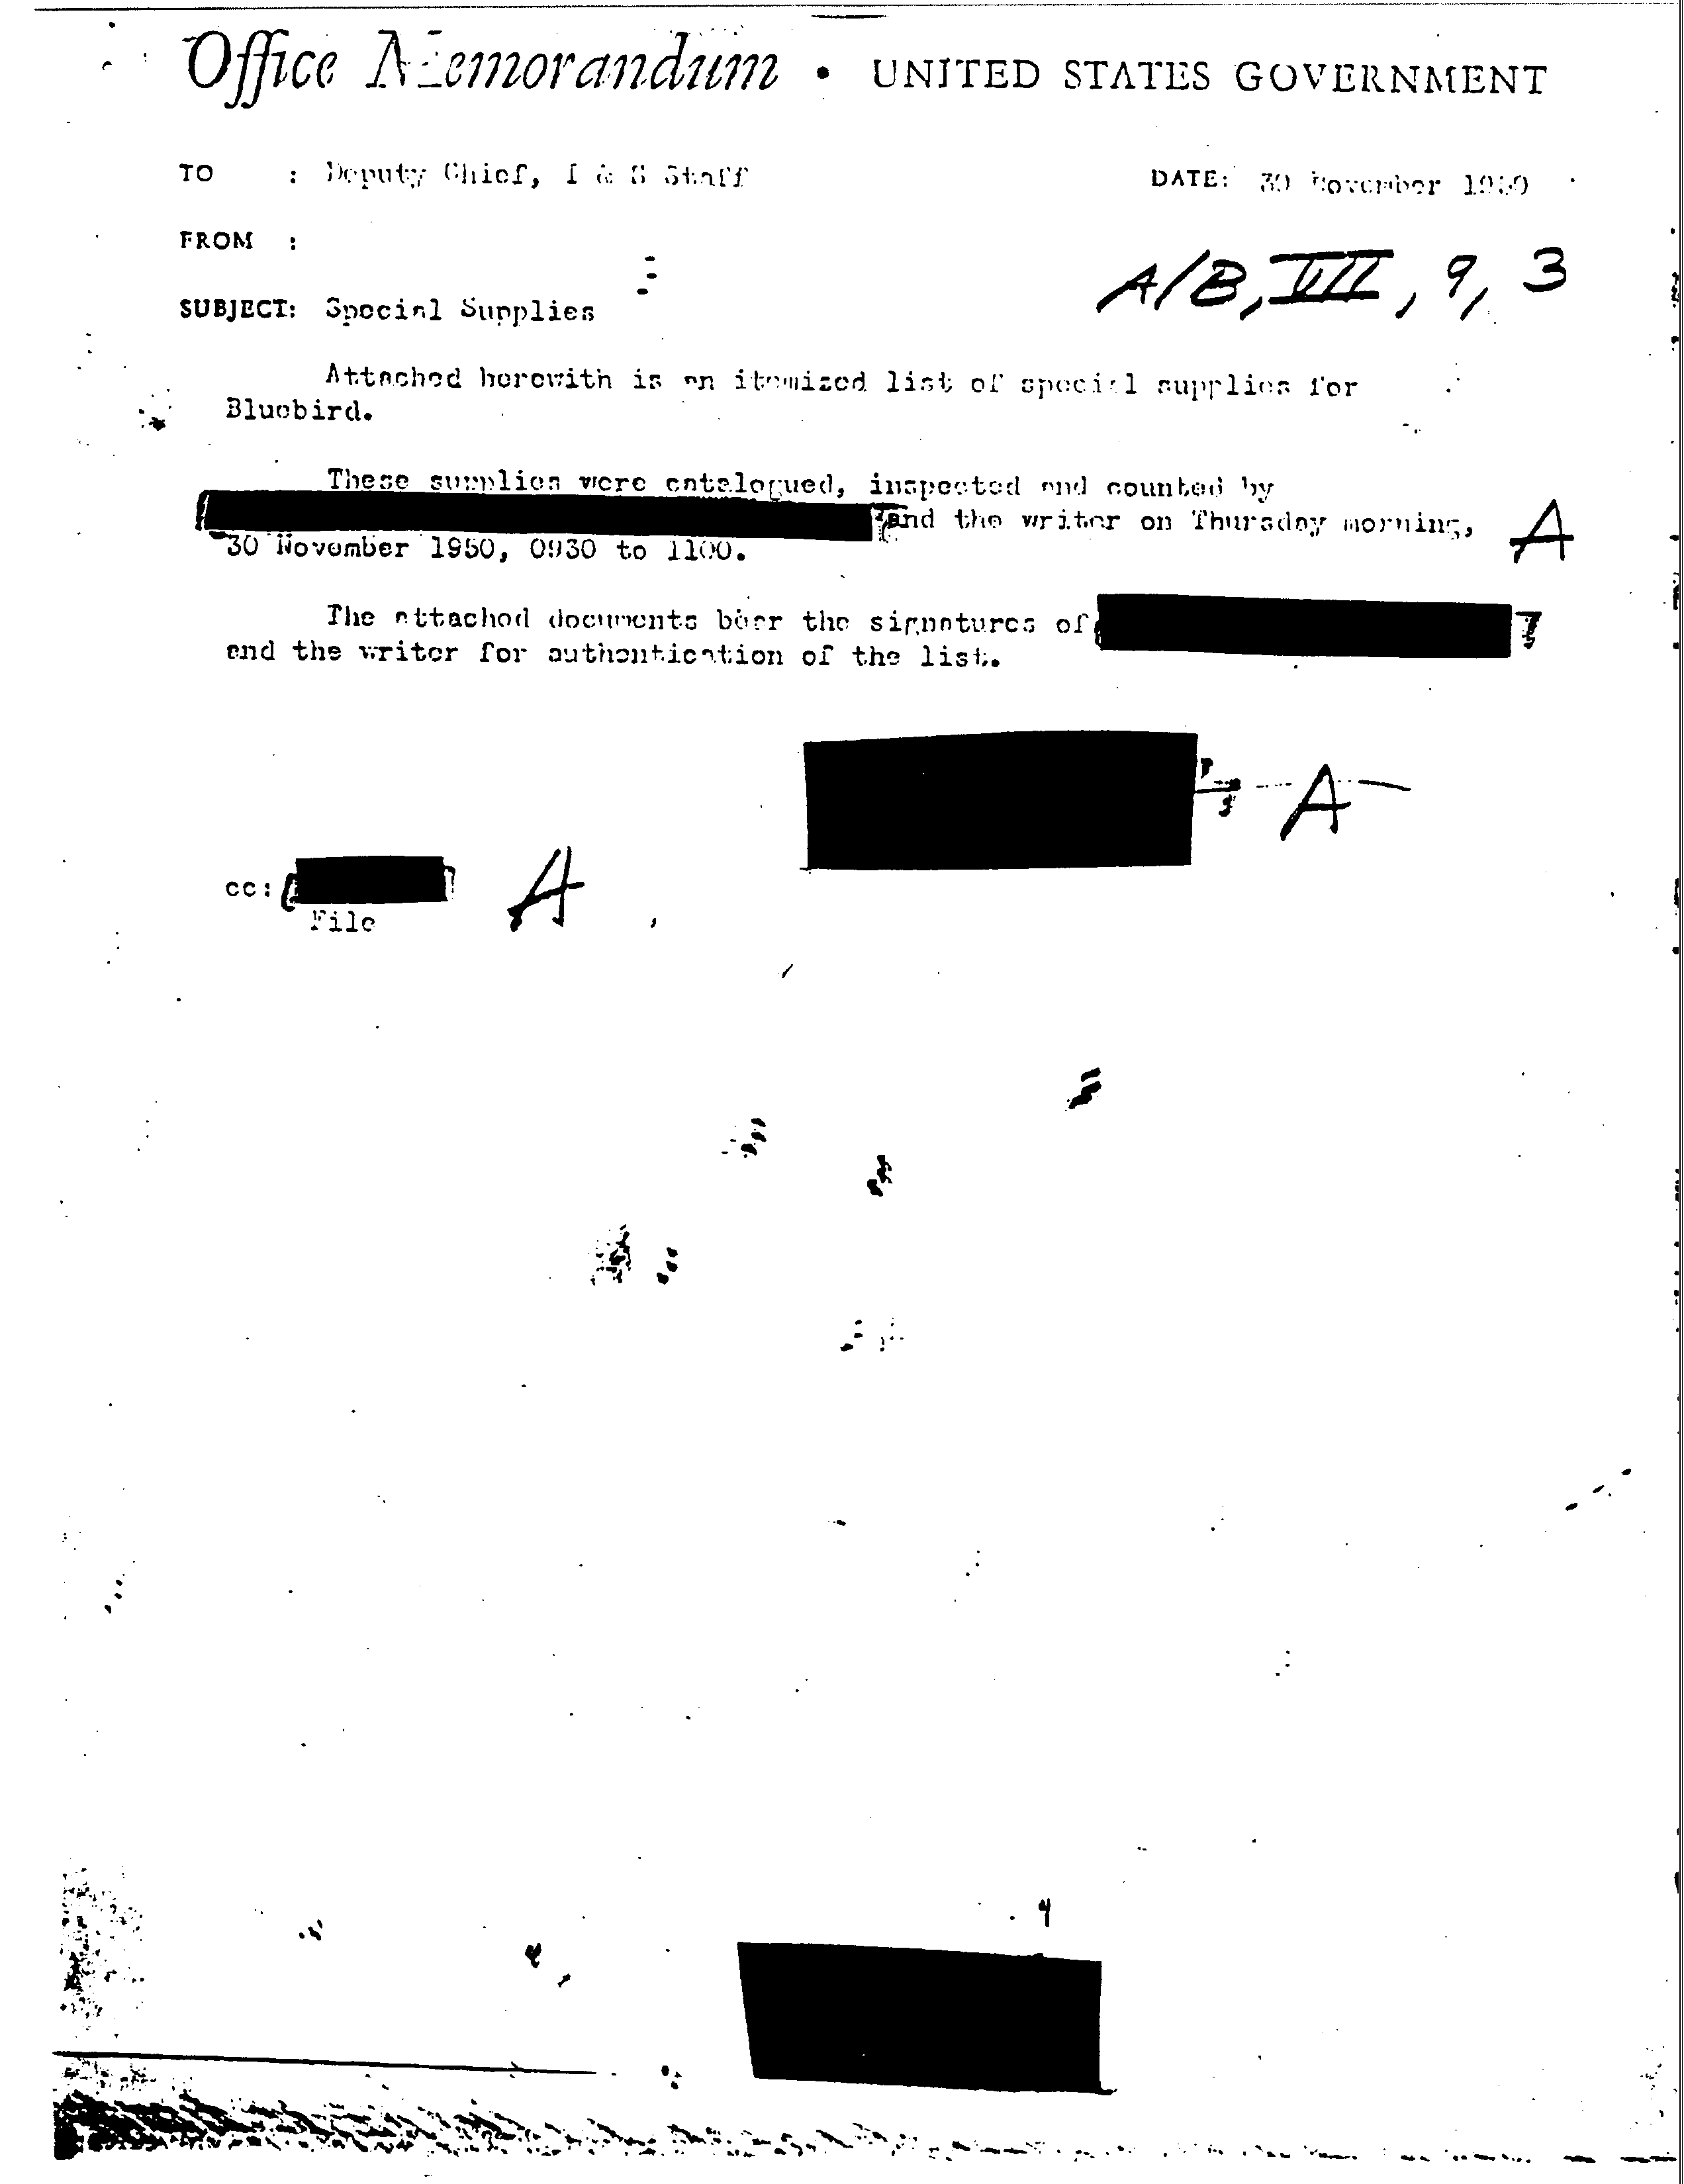 Office Memorandum • UNITED STATES GOVERNMENT
TO : Deputy Chief, I & S Staff
DATE: 30 November 1950
FROM :
A/B, VII, 9, 3
SUBJECT: Special Supplies
Attached herewith is an itemized list of special supplies for
Bluebird.
These supplies were catalogued, inspected and counted by
and the writer on Thursday morning,
A
30 November 1950, 0930 to 1100.
The attached documents bear the signatures of
and the writer for authentication of the list.
A
cc:
A
File